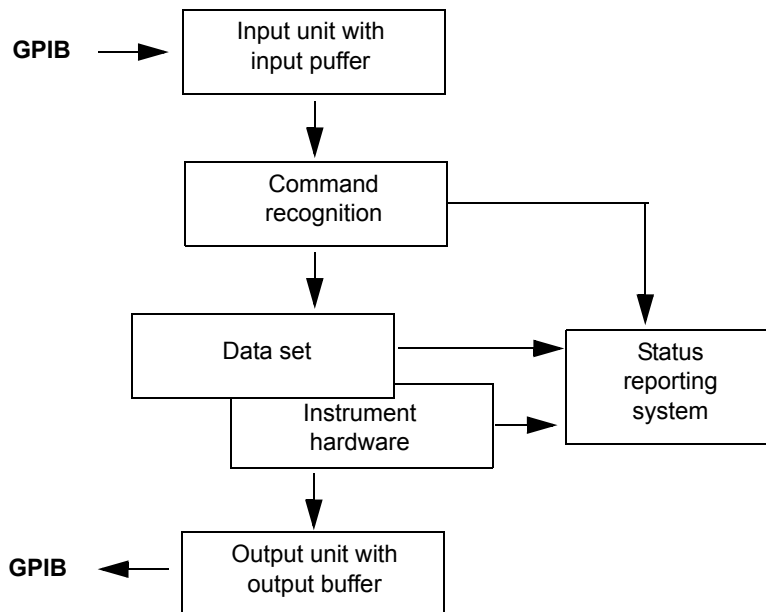 GPIB
Input unit with
input puffer
Command
recognition
Data set
Status
reporting
system
Instrument
hardware
GPIB
Output unit with
output buffer